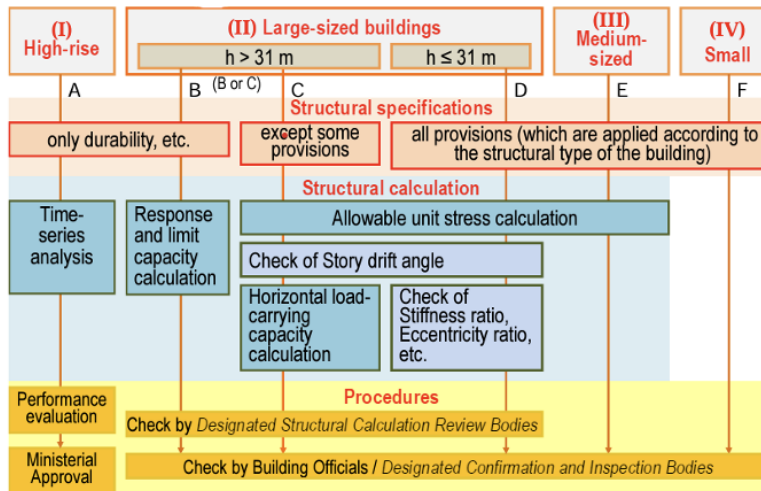 (I)
High-rise
(II) Large-sized buildings
h > 31 m
h ≤ 31 m
(III)
Medium-
sized
(IV)
Small
A
B
(B or C)
C
D
E
F
Structural specifications
only durability, etc.
except some
provisions
all provisions (which are applied according to
the structural type of the building)
Structural calculation
Time-
series
analysis
Response
and limit
capacity
calculation
Allowable unit stress calculation
Check of Story drift angle
Horizontal load-
carrying
capacity
calculation
Check of
Stiffness ratio,
Eccentricity ratio,
etc.
Procedures
Performance
evaluation
Check by Designated Structural Calculation Review Bodies
Ministerial
Approval
Check by Building Officials / Designated Confirmation and Inspection Bodies